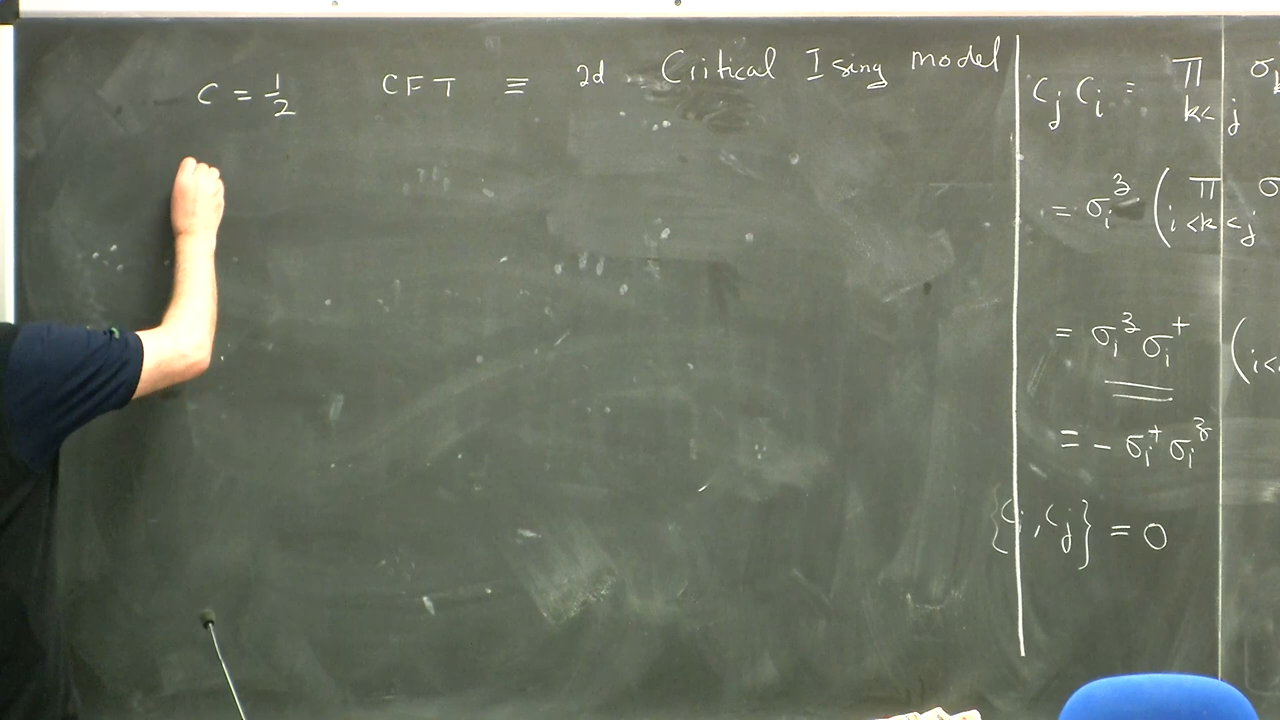 C = 1/2 CFT ≡ 2d Critical Ising model
C_j C_i = Π_{k<j} σ
= σ_i^z ( Π_{i<k<j} σ
= σ_i^z σ_i^+ ( i<
= - σ_i^+ σ_i^z
{C_i, C_j} = 0